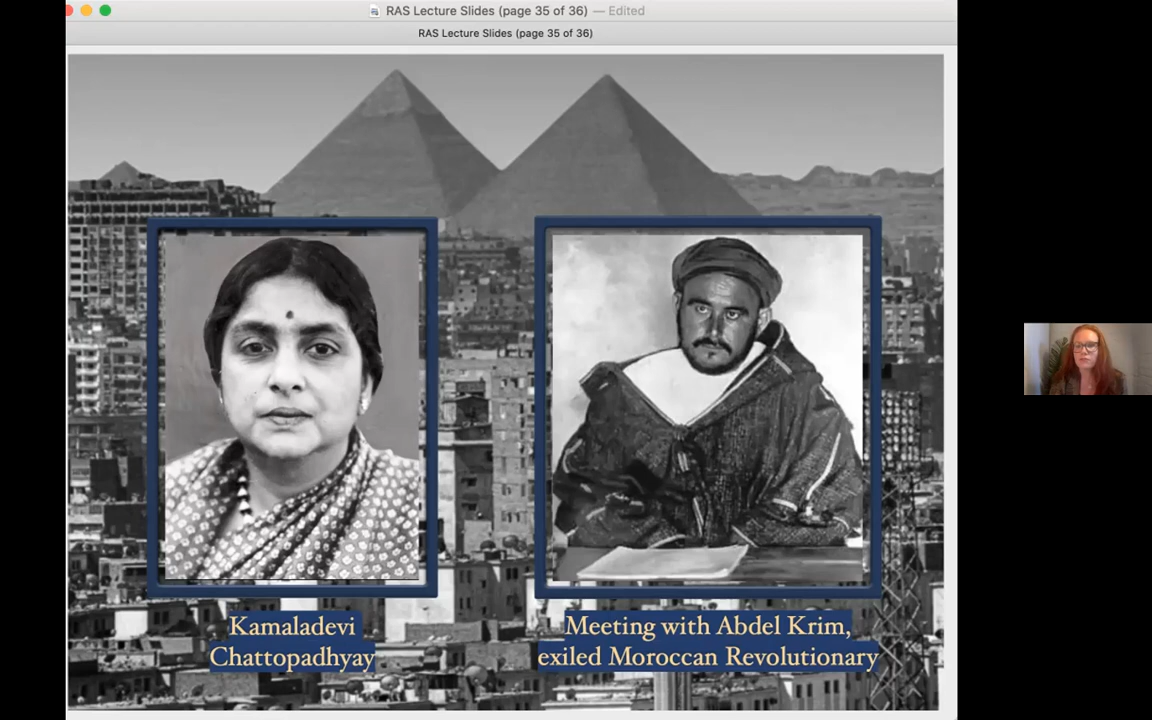 RAS Lecture Slides (page 35 of 36) — Edited
RAS Lecture Slides (page 35 of 36)
Kamaladevi
Chattopadhyay
Meeting with Abdel Krim,
exiled Moroccan Revolutionary